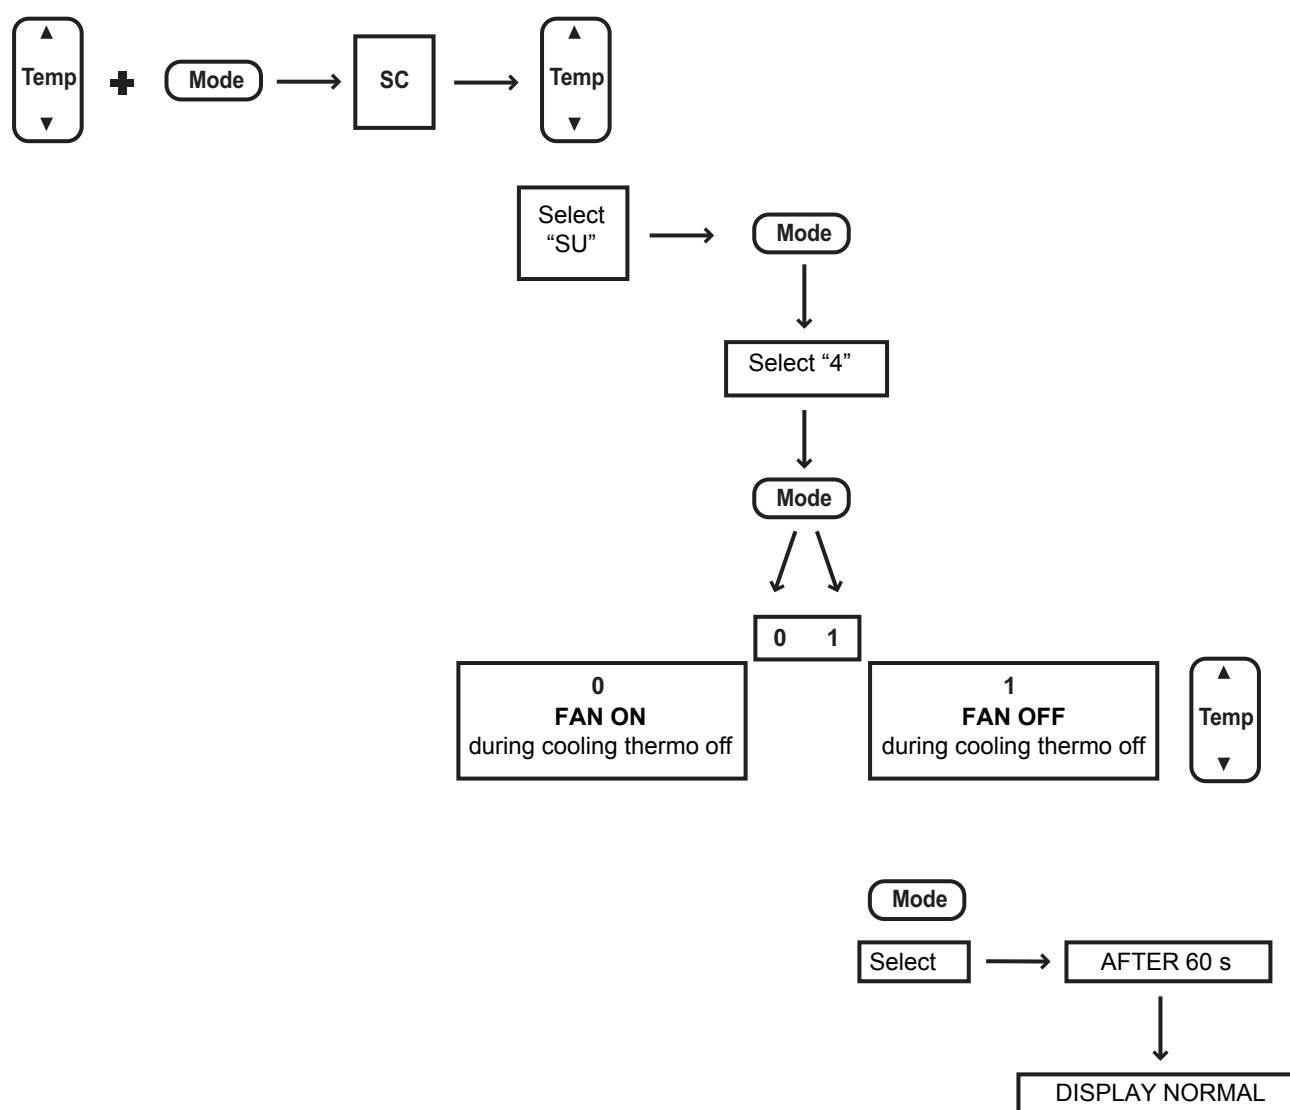 ▲
Temp
▼
+
Mode
SC
▲
Temp
▼
Select
“SU”
Mode
Select “4”
Mode
0 1
0
FAN ON
during cooling thermo off
1
FAN OFF
during cooling thermo off
▲
Temp
▼
Mode
Select
AFTER 60 s
DISPLAY NORMAL